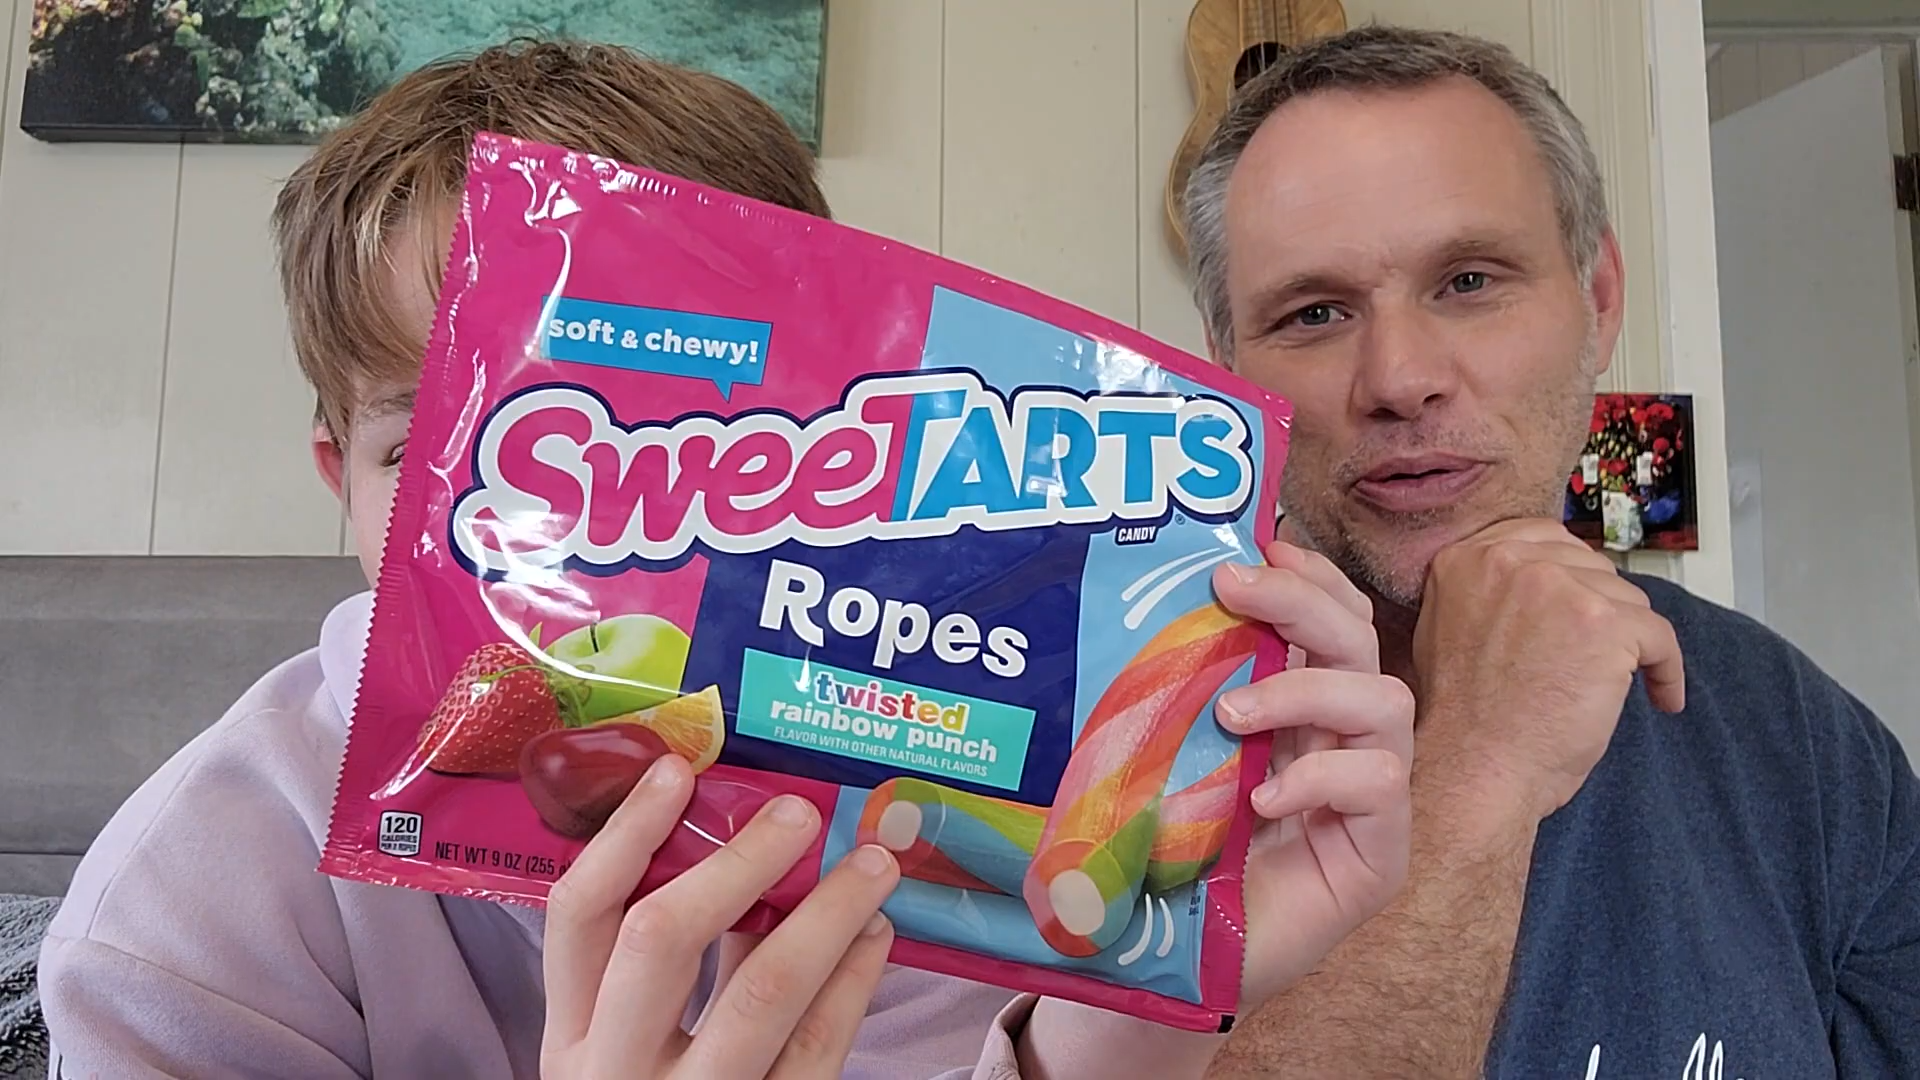 soft & chewy!
SweeTARTS
CANDY
Ropes
twisted
rainbow punch
FLAVOR WITH OTHER NATURAL FLAVORS
120
CALORIES
NET WT 9 OZ (255